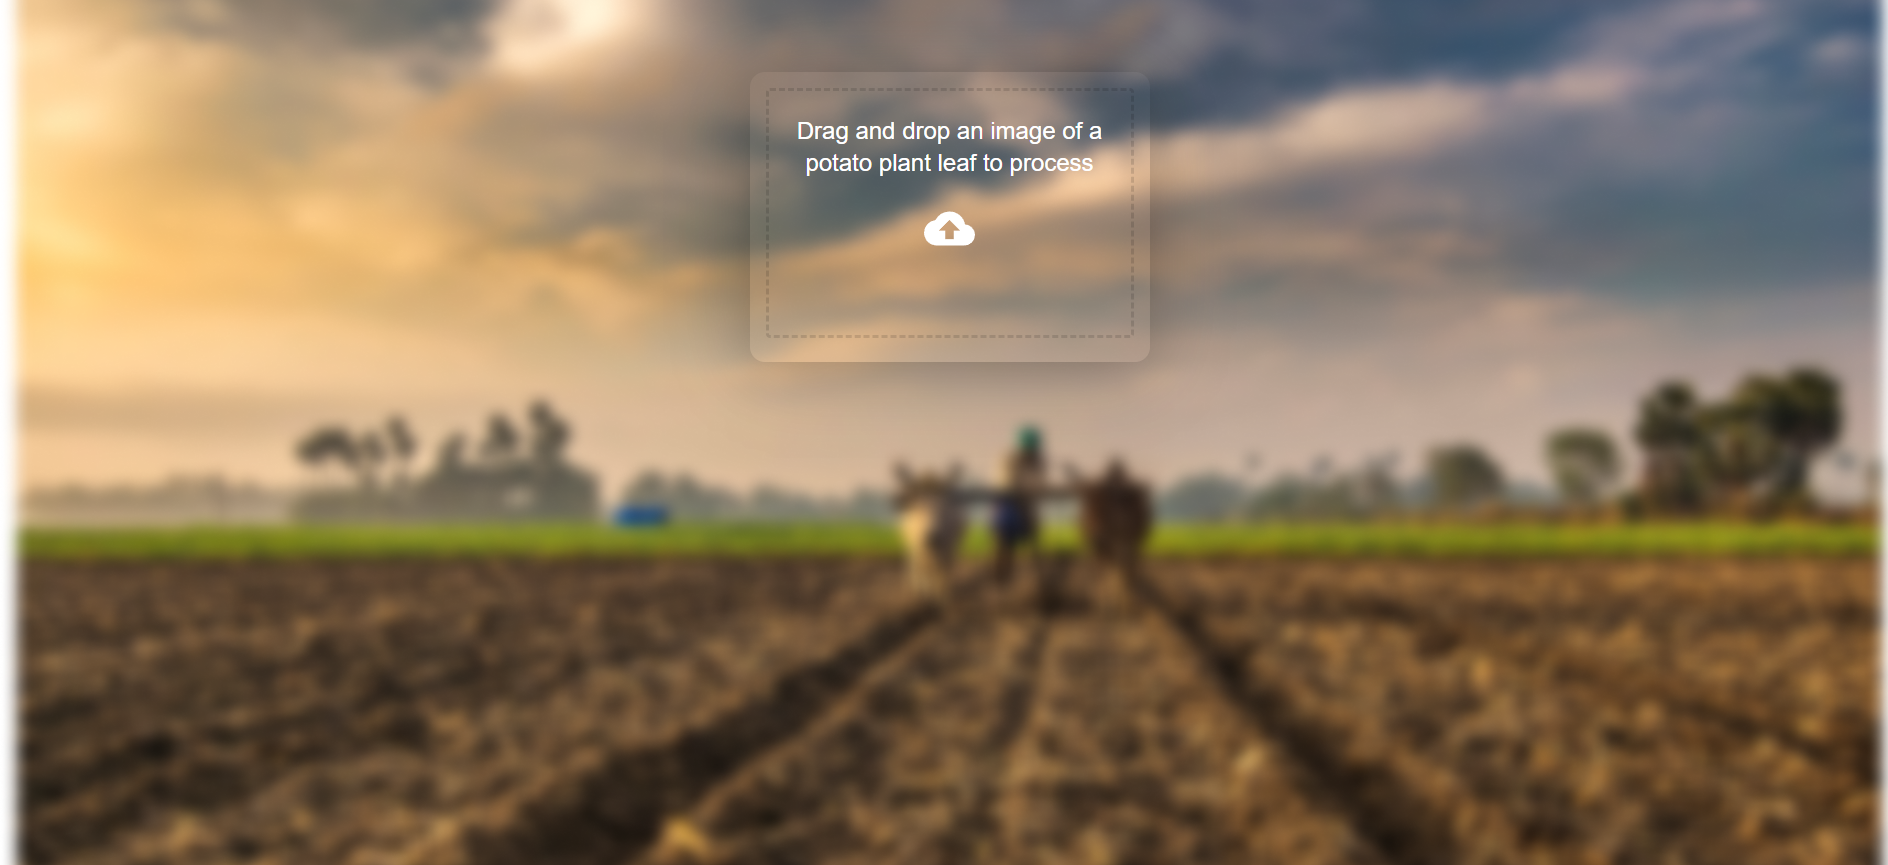 Drag and drop an image of a
potato plant leaf to process